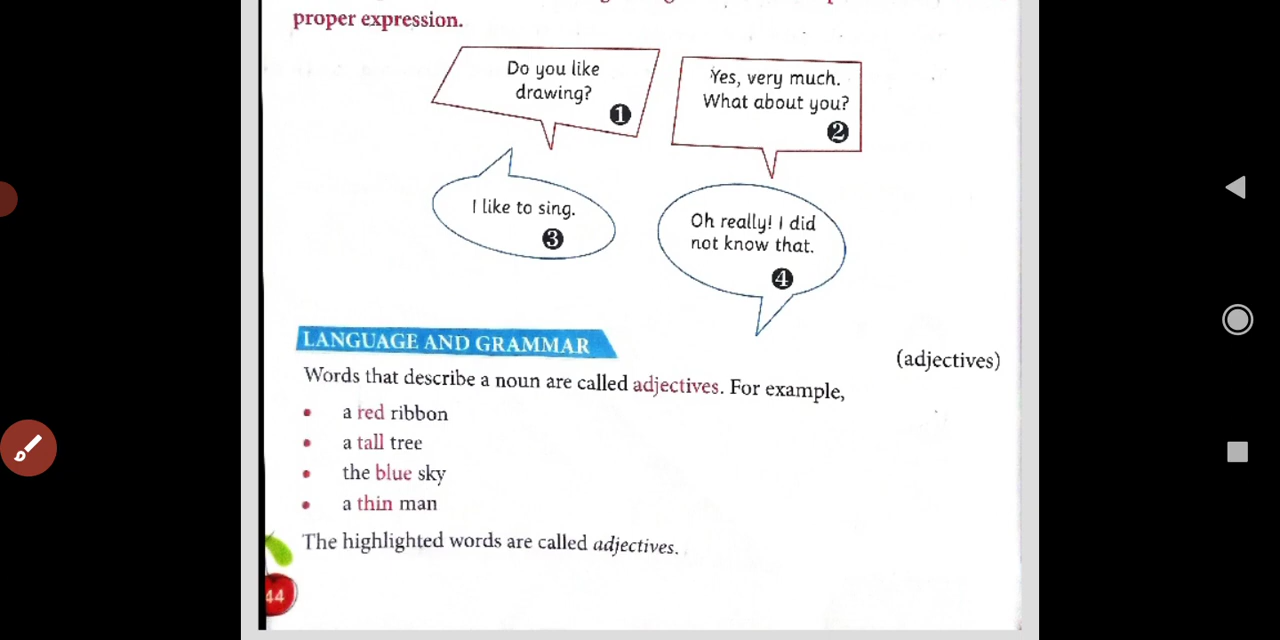 proper expression.
Do you like
drawing?
1
Yes, very much.
What about you?
2
I like to sing.
3
Oh really! I did
not know that.
4
LANGUAGE AND GRAMMAR
(adjectives)
Words that describe a noun are called adjectives. For example,
• a red ribbon
• a tall tree
• the blue sky
• a thin man
The highlighted words are called adjectives.
44